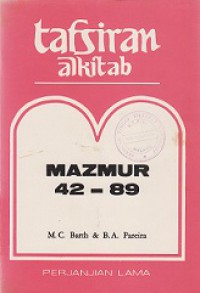 tafsiran
alkitab
MAZMUR
42 – 89
M. C. Barth & B. A. Pareira
PERJANJIAN LAMA